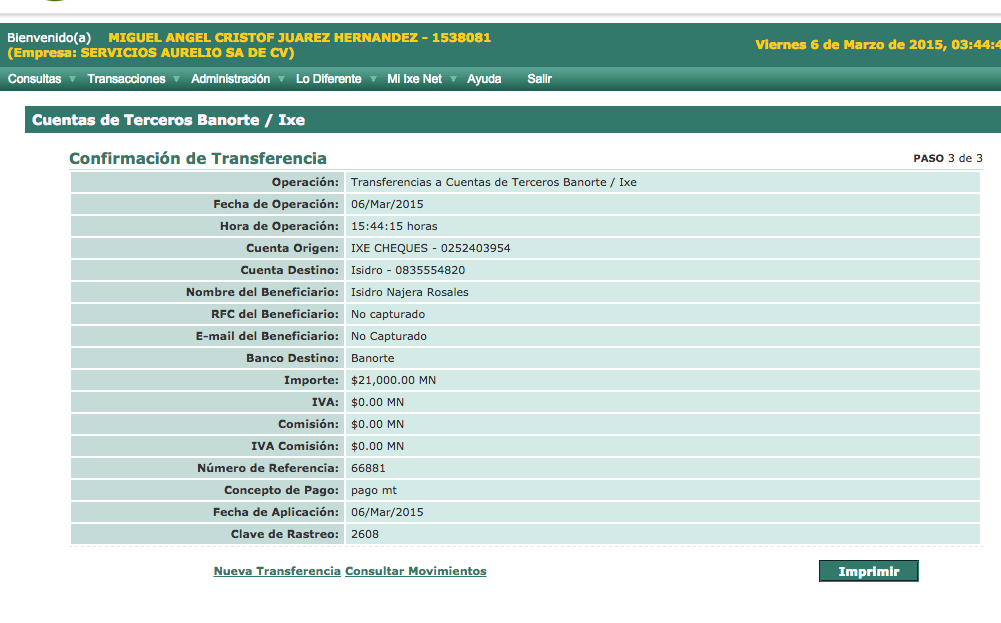 Bienvenido(a) MIGUEL ANGEL CRISTOF JUAREZ HERNANDEZ - 1538081
(Empresa: SERVICIOS AURELIO SA DE CV)
Viernes 6 de Marzo de 2015, 03:44:4
Consultas Transacciones Administración Lo Diferente Mi Ixe Net Ayuda Salir
Cuentas de Terceros Banorte / Ixe
Confirmación de Transferencia PASO 3 de 3
Operación: Transferencias a Cuentas de Terceros Banorte / Ixe
Fecha de Operación: 06/Mar/2015
Hora de Operación: 15:44:15 horas
Cuenta Origen: IXE CHEQUES - 0252403954
Cuenta Destino: Isidro - 0835554820
Nombre del Beneficiario: Isidro Najera Rosales
RFC del Beneficiario: No capturado
E-mail del Beneficiario: No Capturado
Banco Destino: Banorte
Importe: $21,000.00 MN
IVA: $0.00 MN
Comisión: $0.00 MN
IVA Comisión: $0.00 MN
Número de Referencia: 66881
Concepto de Pago: pago mt
Fecha de Aplicación: 06/Mar/2015
Clave de Rastreo: 2608
Nueva Transferencia Consultar Movimientos Imprimir